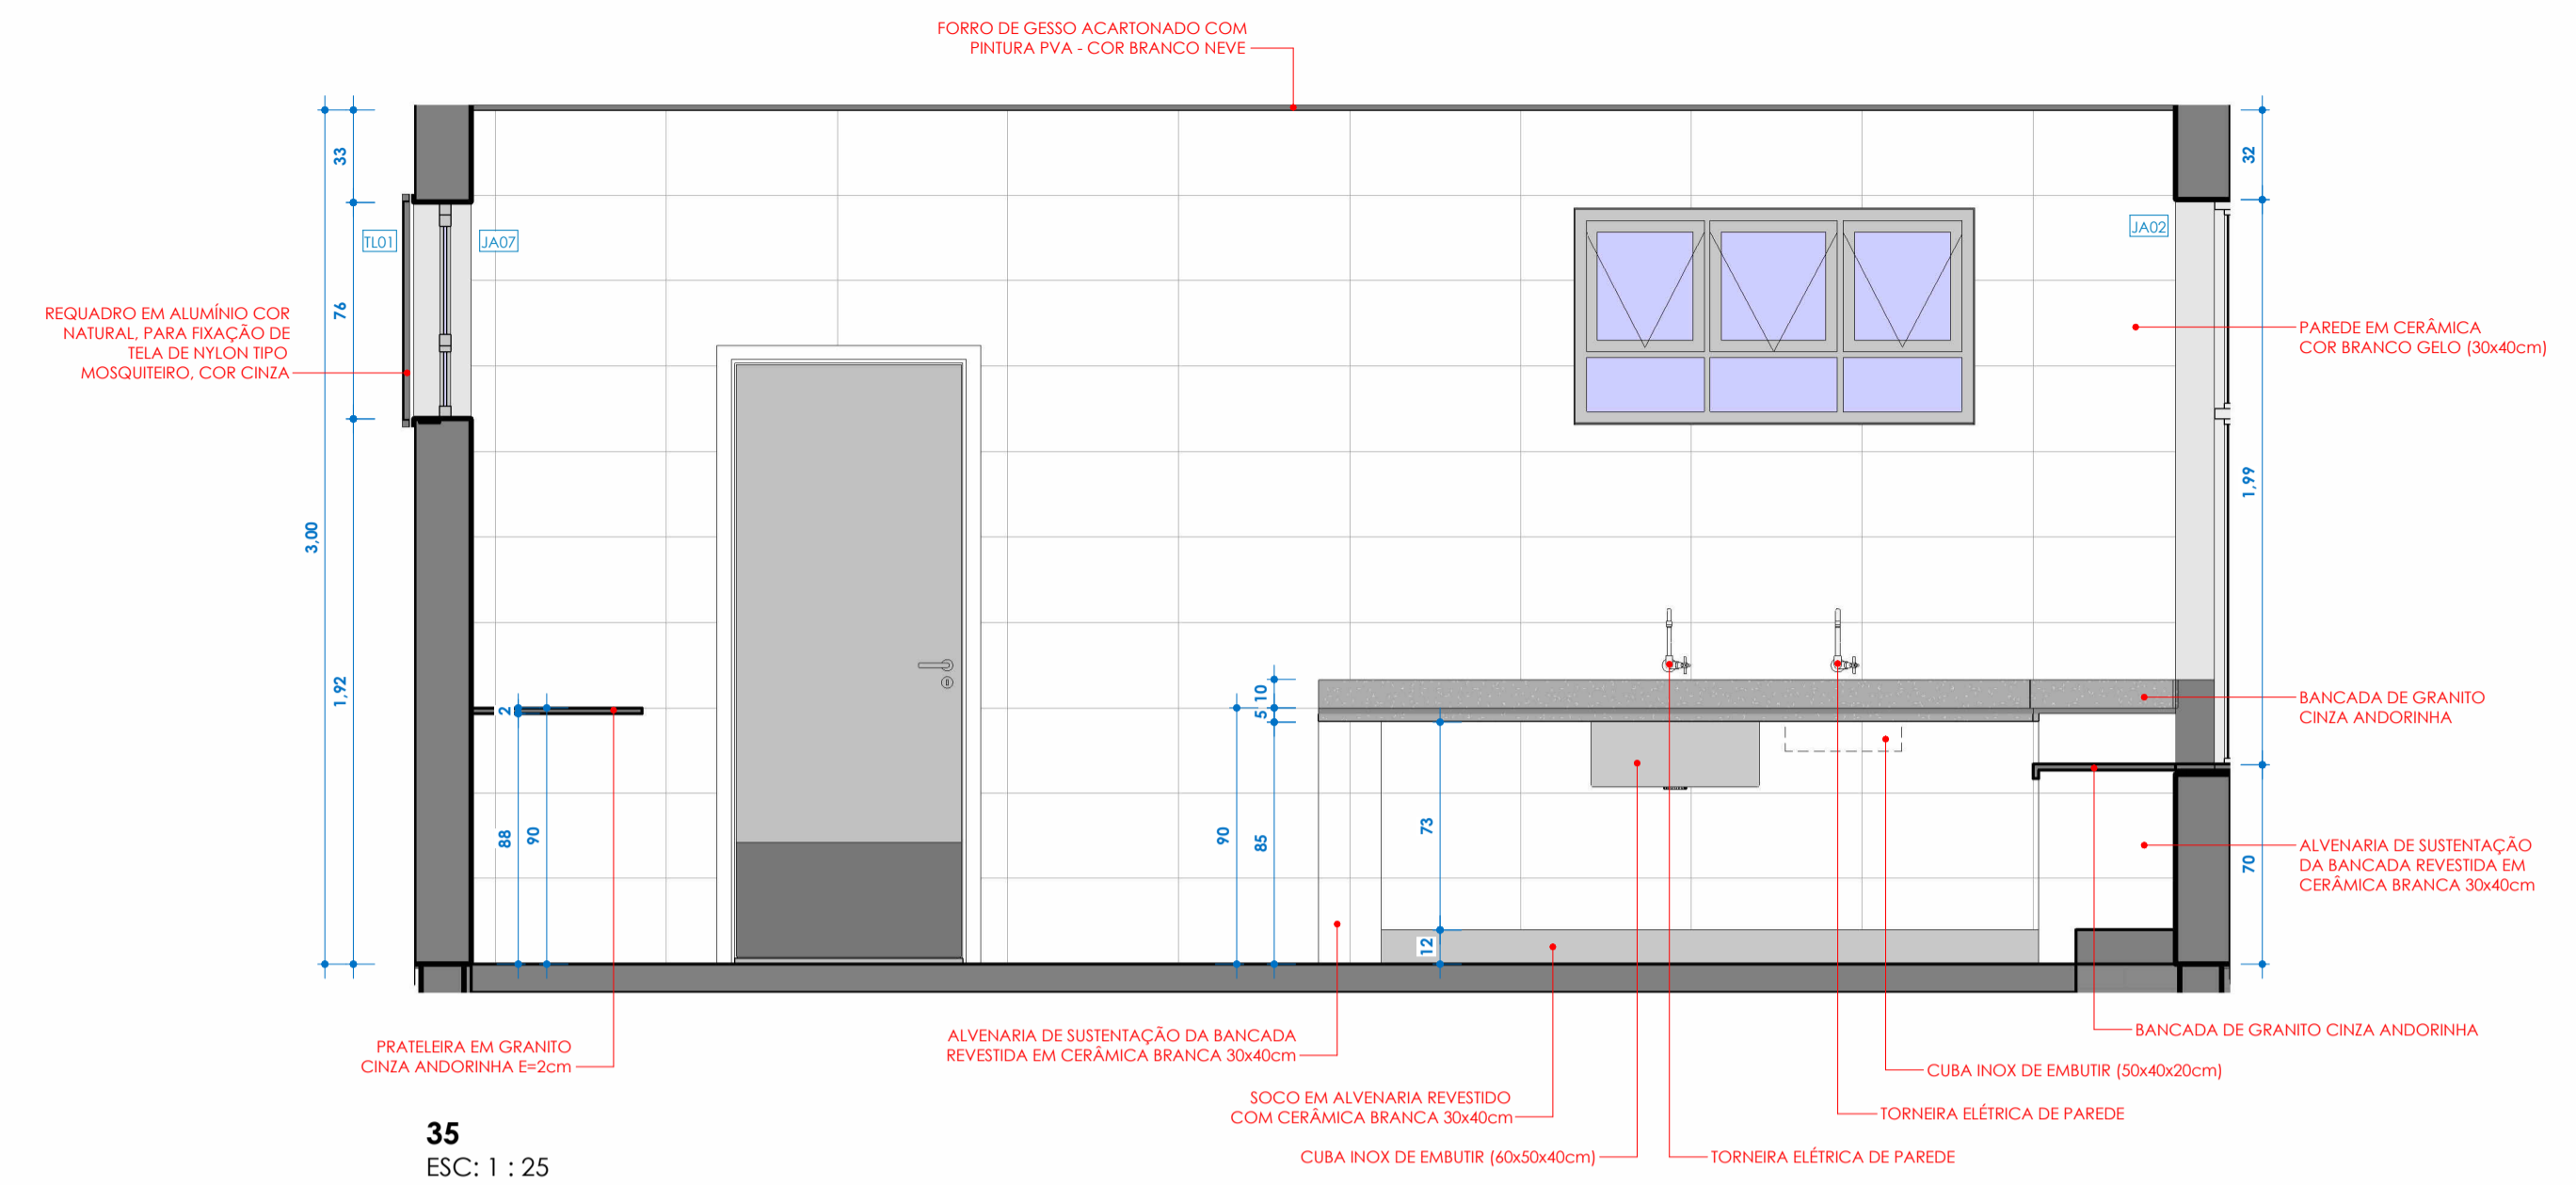 FORRO DE GESSO ACARTONADO COM
PINTURA PVA - COR BRANCO NEVE
33
32
TL01
JA07
JA02
REQUADRO EM ALUMÍNIO COR
NATURAL, PARA FIXAÇÃO DE
TELA DE NYLON TIPO
MOSQUITEIRO, COR CINZA
76
PAREDE EM CERÂMICA
COR BRANCO GELO (30x40cm)
3,00
1,99
1,92
2
10
5
BANCADA DE GRANITO
CINZA ANDORINHA
88
90
90
85
73
12
70
ALVENARIA DE SUSTENTAÇÃO
DA BANCADA REVESTIDA EM
CERÂMICA BRANCA 30x40cm
PRATELEIRA EM GRANITO
CINZA ANDORINHA E=2cm
ALVENARIA DE SUSTENTAÇÃO DA BANCADA
REVESTIDA EM CERÂMICA BRANCA 30x40cm
BANCADA DE GRANITO CINZA ANDORINHA
CUBA INOX DE EMBUTIR (50x40x20cm)
SOCO EM ALVENARIA REVESTIDO
COM CERÂMICA BRANCA 30x40cm
TORNEIRA ELÉTRICA DE PAREDE
CUBA INOX DE EMBUTIR (60x50x40cm)
TORNEIRA ELÉTRICA DE PAREDE
35
ESC: 1 : 25